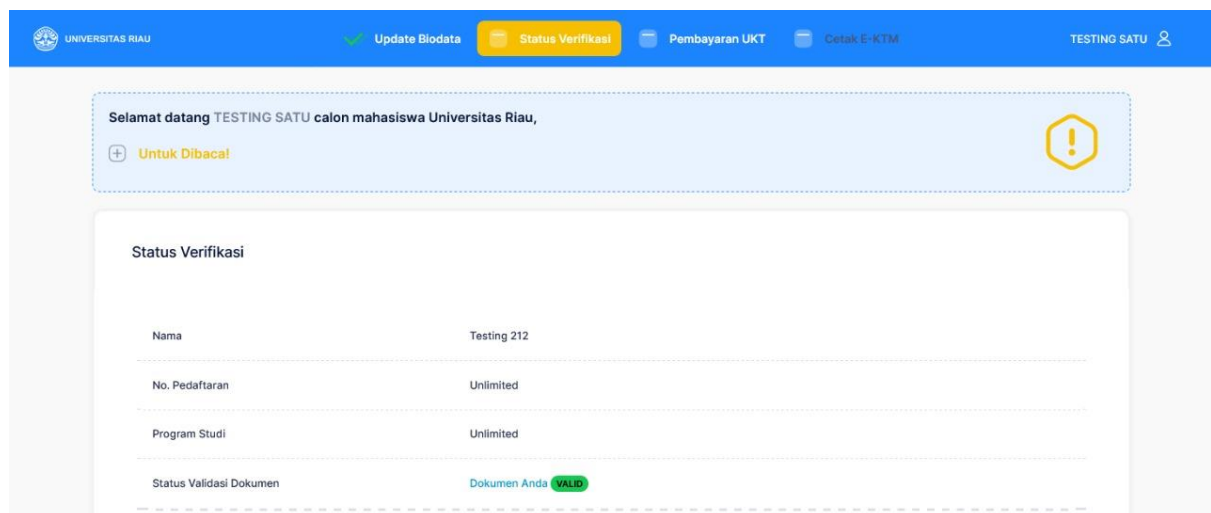 UNIVERSITAS RIAU
Update Biodata
Status Verifikasi
Pembayaran UKT
Cetak E-KTM
TESTING SATU
Selamat datang TESTING SATU calon mahasiswa Universitas Riau,
Untuk Dibaca!
Status Verifikasi
Nama Testing 212
No. Pedaftaran Unlimited
Program Studi Unlimited
Status Validasi Dokumen Dokumen Anda VALID